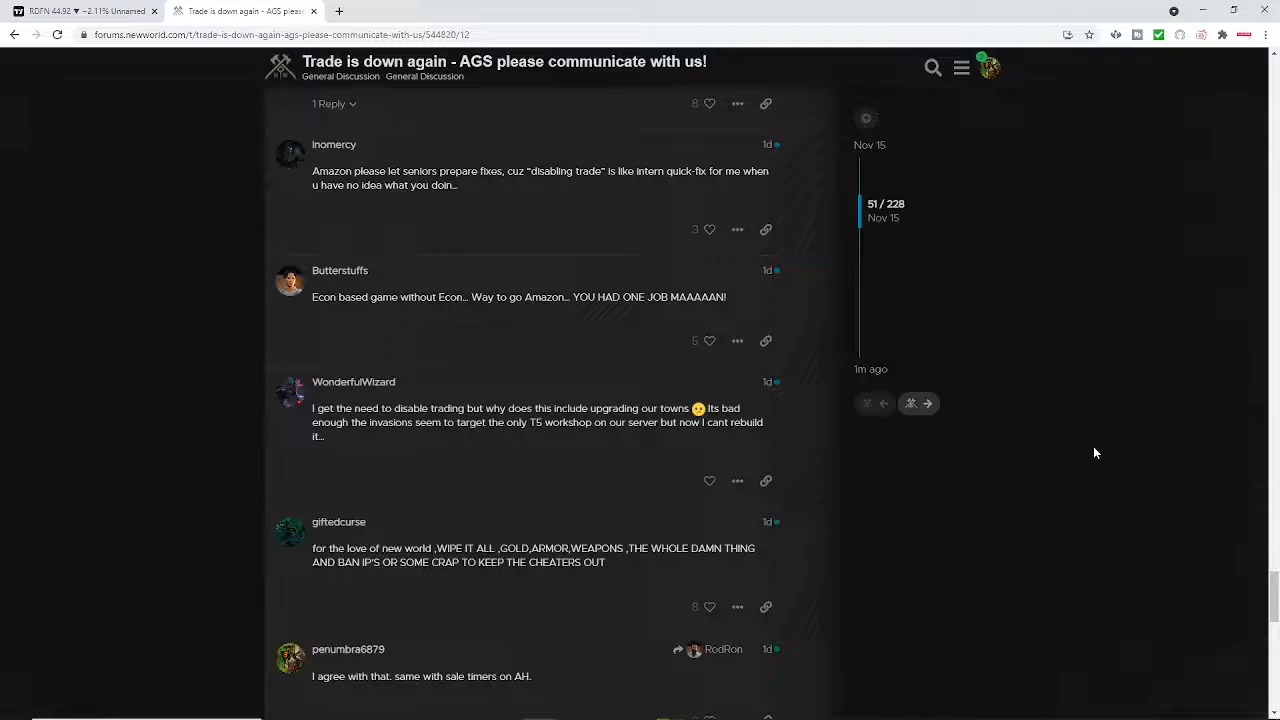 RDFN 44.92 ▼ −2.11% Unnamed
Trade is down again - AGS please
forums.newworld.com/t/trade-is-down-again-ags-please-communicate-with-us/544820/12
Trade is down again - AGS please communicate with us!
General Discussion General Discussion
1 Reply
8
Inomercy
1d
Amazon please let seniors prepare fixes, cuz “disabling trade” is like intern quick-fix for me when
u have no idea what you doin…
3
Butterstuffs
1d
Econ based game without Econ… Way to go Amazon… YOU HAD ONE JOB MAAAAAN!
5
WonderfulWizard
1d
I get the need to disable trading but why does this include upgrading our towns 😕 Its bad
enough the invasions seem to target the only T5 workshop on our server but now I cant rebuild
it…
giftedcurse
1d
for the love of new world ,WIPE IT ALL ,GOLD,ARMOR,WEAPONS ,THE WHOLE DAMN THING
AND BAN IP'S OR SOME CRAP TO KEEP THE CHEATERS OUT
8
penumbra6879
RodRon
1d
I agree with that. same with sale timers on AH.
Nov 15
51 / 228
Nov 15
1m ago